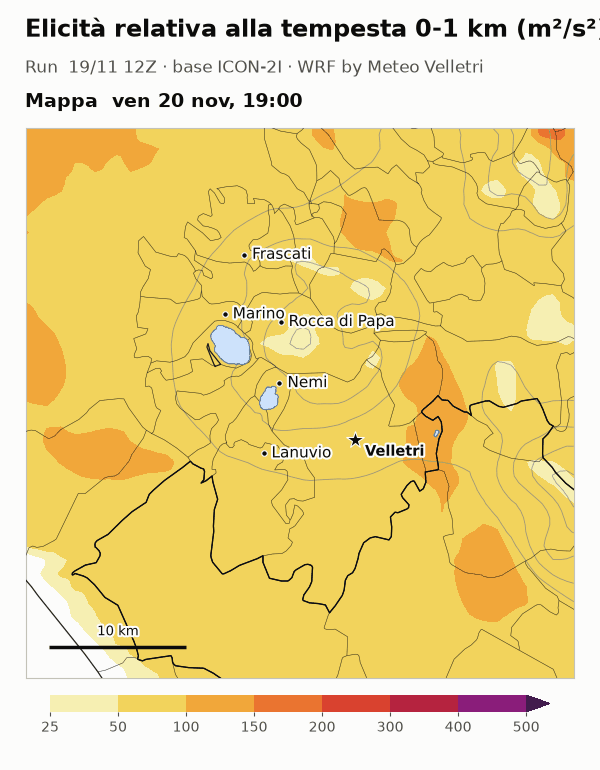 Elicità relativa alla tempesta 0-1 km (m²/s²)
Run  19/11 12Z · base ICON-2I · WRF by Meteo Velletri
Mappa  ven 20 nov, 19:00
Frascati
Marino
Rocca di Papa
Nemi
Velletri
Lanuvio
10 km
25 50 100 150 200 300 400 500